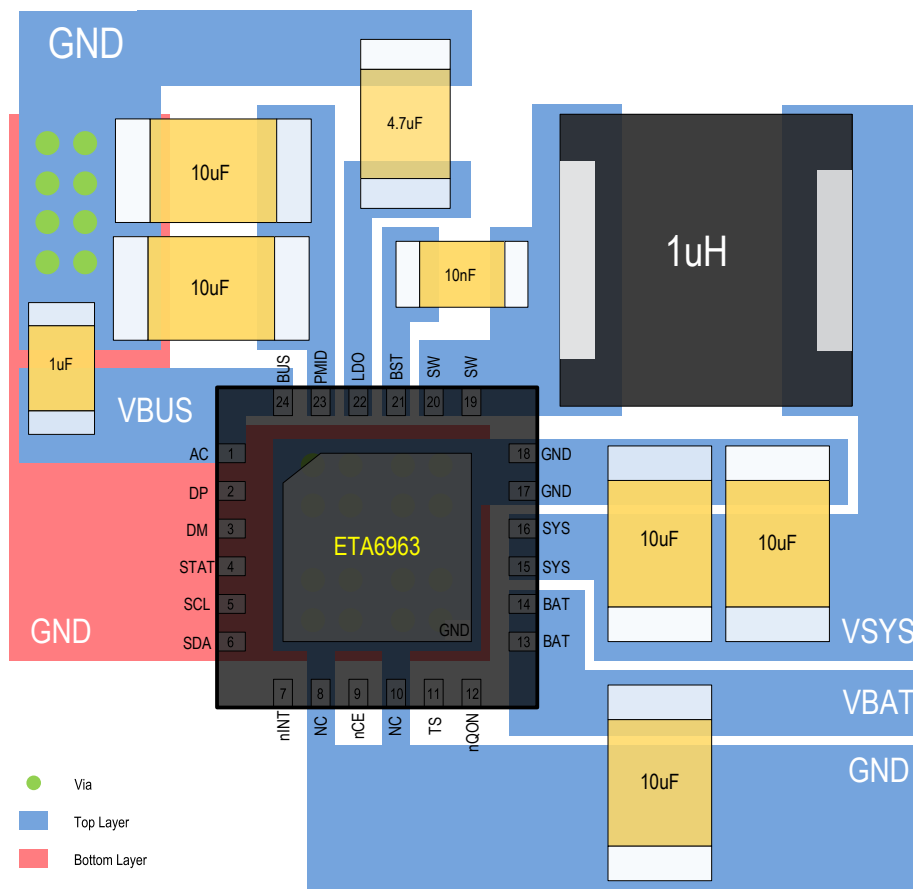 GND
4.7uF
10uF
1uH
10nF
10uF
1uF
BUS
PMID
LDO
BST
SW
SW
24
23
22
21
20
19
VBUS
AC 1
18 GND
DP 2
17 GND
DM 3
16 SYS
10uF
10uF
ETA6963
STAT 4
15 SYS
SCL 5
14 BAT
GND
GND
SDA 6
13 BAT
VSYS
7
8
9
10
11
12
VBAT
nINT
NC
nCE
NC
TS
nQON
GND
10uF
Via
Top Layer
Bottom Layer